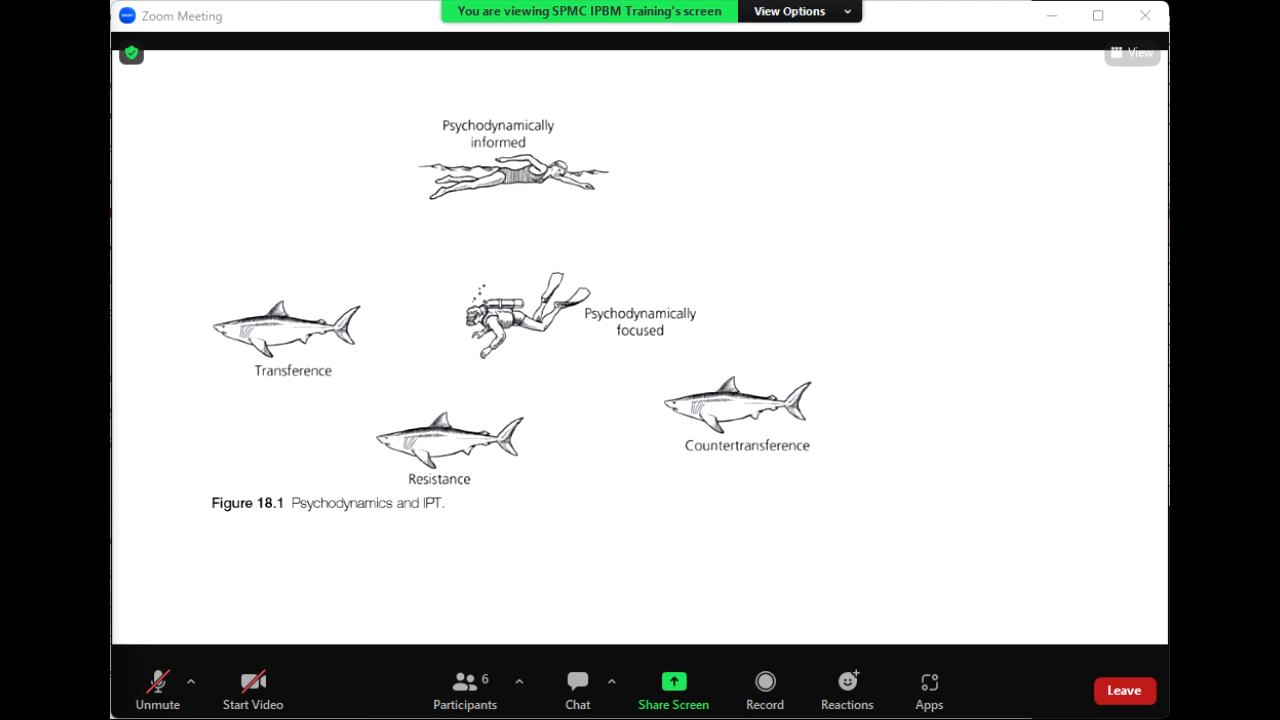 Zoom Meeting
You are viewing SPMC IPBM Training's screen
View Options
View
Psychodynamically
informed
Psychodynamically
focused
Transference
Countertransference
Resistance
Figure 18.1 Psychodynamics and IPT.
6
Unmute
Start Video
Participants
Chat
Share Screen
Record
Reactions
Apps
Leave